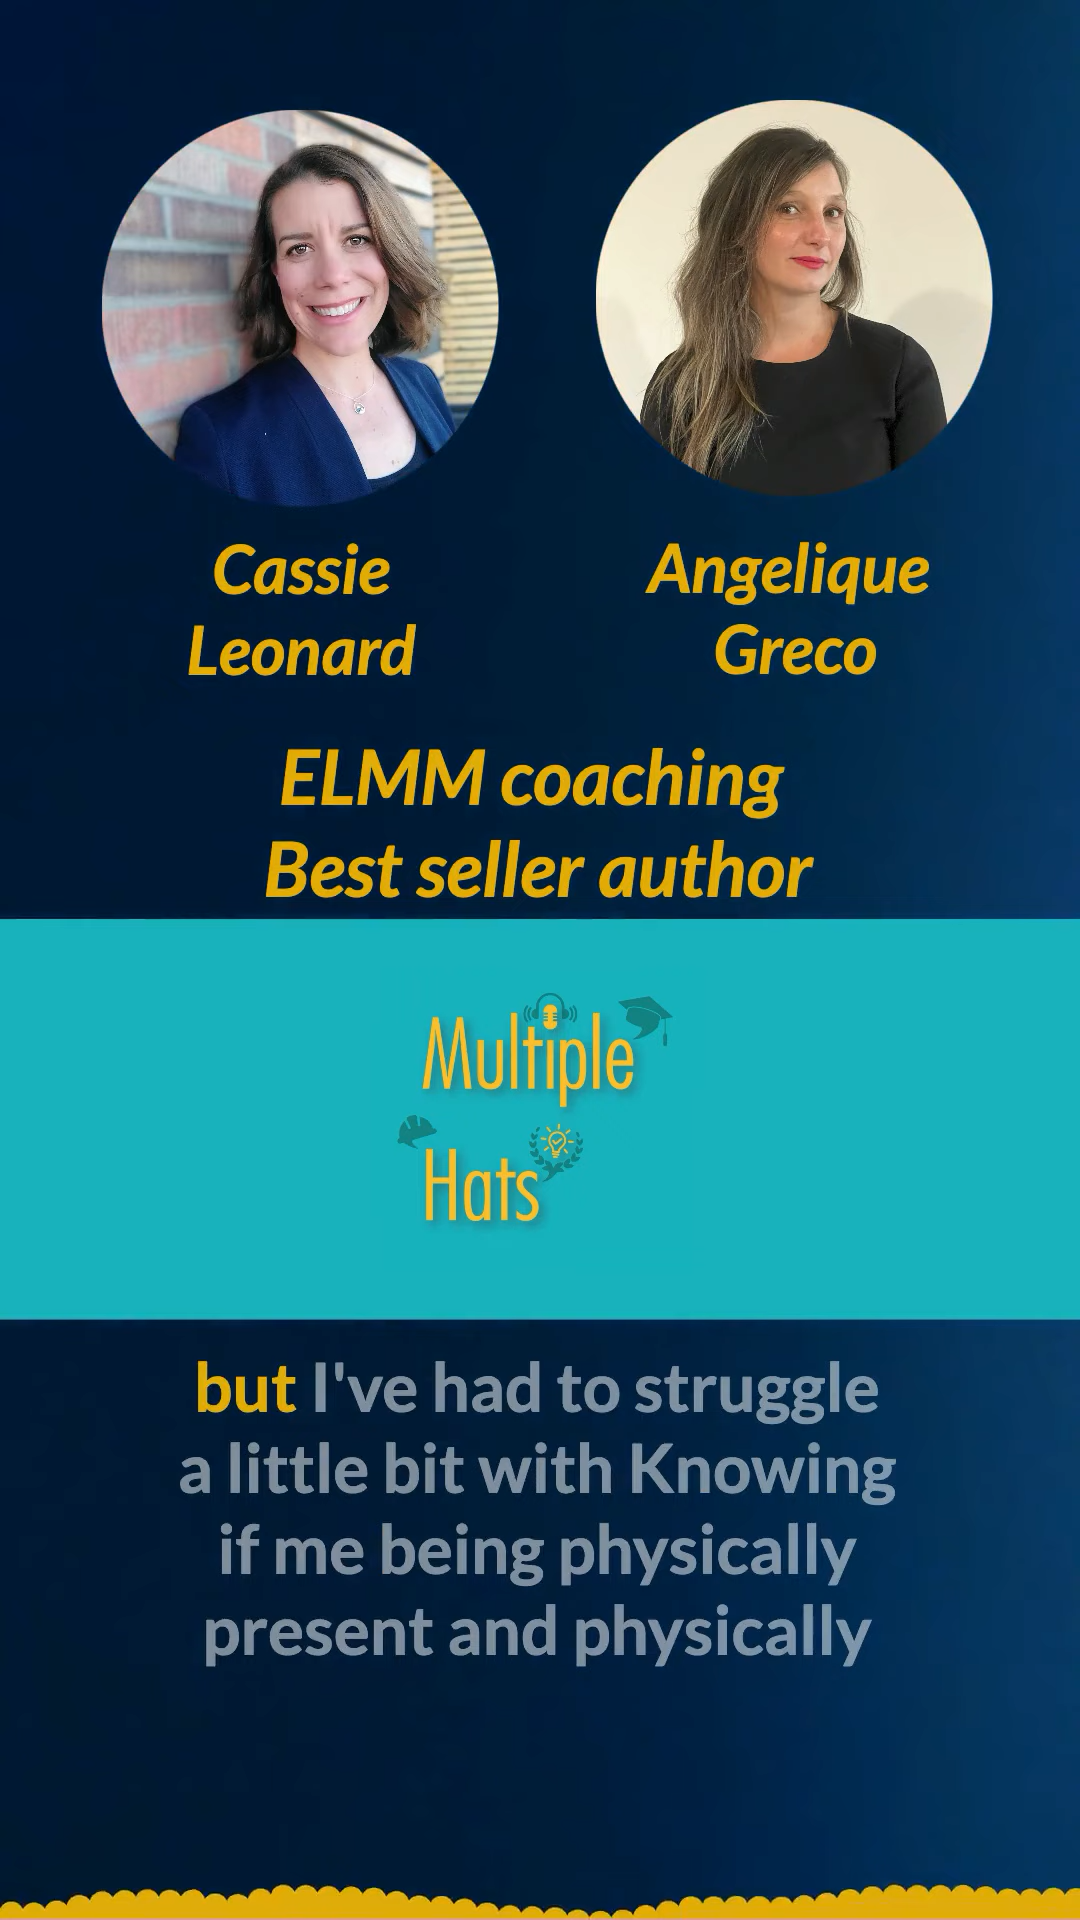 Cassie
Leonard
Angelique
Greco
ELMM coaching
Best seller author
Multiple
Hats
but I've had to struggle
a little bit with Knowing
if me being physically
present and physically